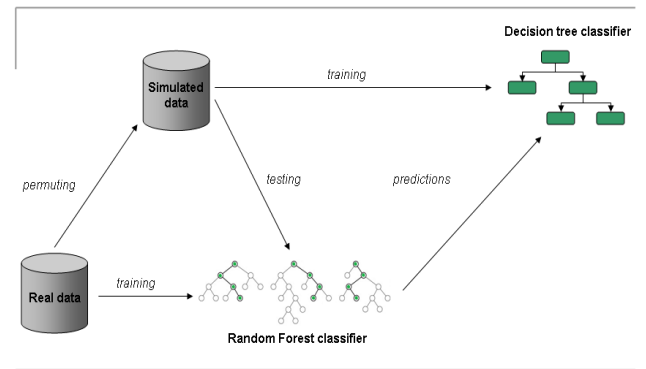 Decision tree classifier
training
Simulated
data
permuting
testing
predictions
training
Real data
Random Forest classifier